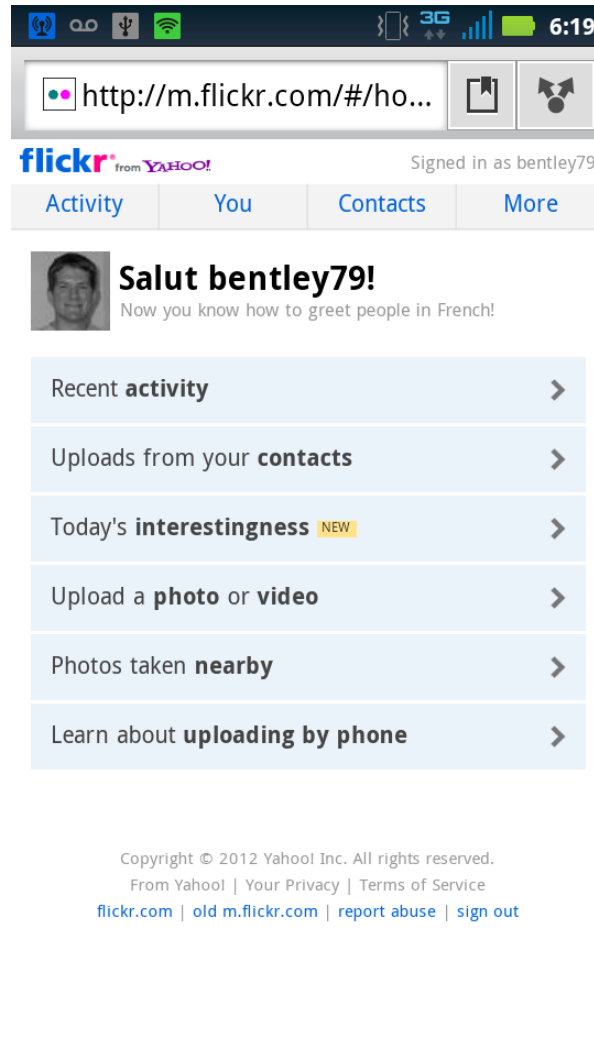 3G 6:19
http://m.flickr.com/#/ho...
flickr from YAHOO! Signed in as bentley79
Activity You Contacts More
Salut bentley79!
Now you know how to greet people in French!
Recent activity
Uploads from your contacts
Today's interestingness NEW
Upload a photo or video
Photos taken nearby
Learn about uploading by phone
Copyright © 2012 Yahoo! Inc. All rights reserved.
From Yahoo! | Your Privacy | Terms of Service
flickr.com | old m.flickr.com | report abuse | sign out